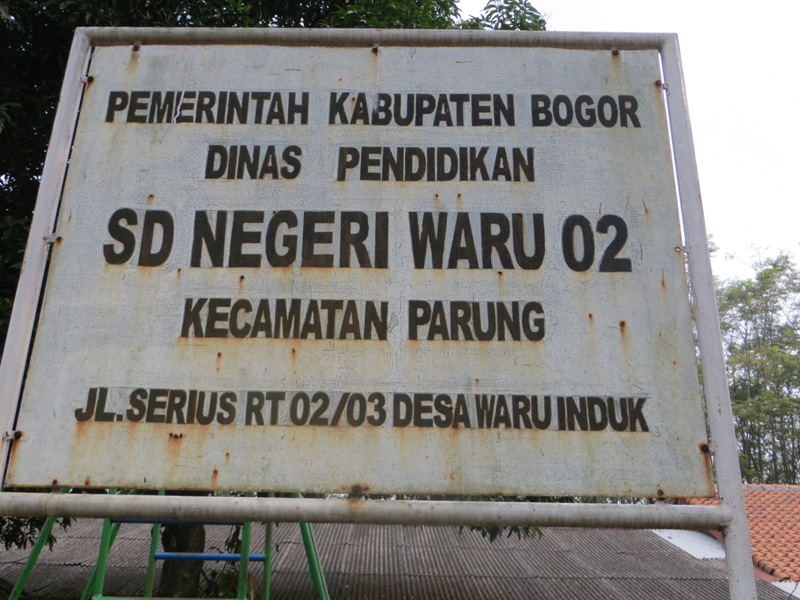 PEMERINTAH KABUPATEN BOGOR
DINAS PENDIDIKAN
SD NEGERI WARU 02
KECAMATAN PARUNG
JL.SERIUS RT 02/03 DESA WARU INDUK